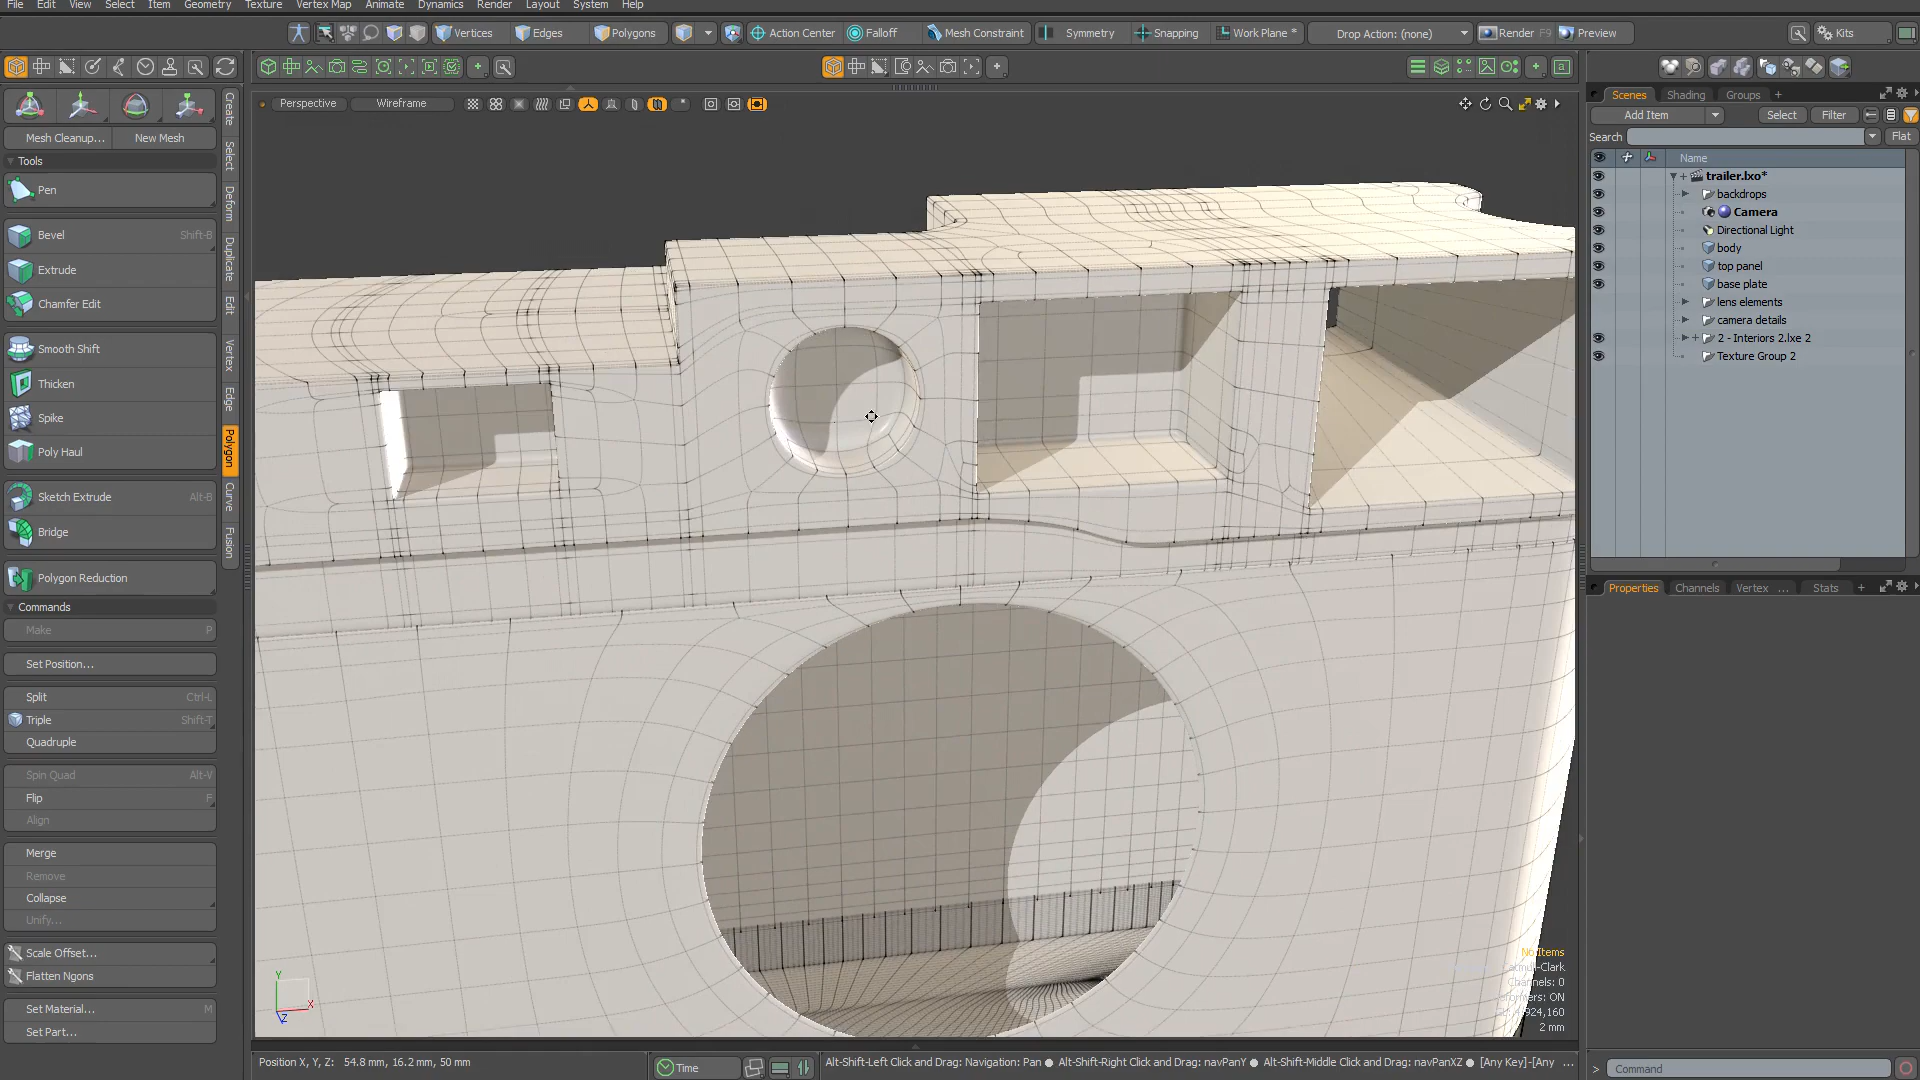 File Edit View Select Item Geometry Texture Vertex Map Animate Dynamics Render Layout System Help
Vertices Edges Polygons Action Center Falloff Mesh Constraint Symmetry Snapping Work Plane * Drop Action: (none) Render F9 Preview Kits
Perspective Wireframe
Mesh Cleanup... New Mesh
Tools
Pen
Bevel Shift-B
Extrude
Chamfer Edit
Smooth Shift
Thicken
Spike
Poly Haul
Sketch Extrude Alt-B
Bridge
Polygon Reduction
Commands
Make P
Set Position...
Split Ctrl-L
Triple Shift-T
Quadruple
Spin Quad Alt-V
Flip F
Align
Merge
Remove
Collapse
Unify...
Scale Offset...
Flatten Ngons
Set Material... M
Set Part...
Create
Select
Deform
Duplicate
Edit
Vertex
Edge
Polygon
Curve
Fusion
Y
X
Z
No Items
Channels: 0
ON
924,160
2 mm
Scenes Shading Groups +
Add Item Select Filter
Search Flat
Name
trailer.lxo*
backdrops
Camera
Directional Light
body
top panel
base plate
lens elements
camera details
2 - Interiors 2.lxe 2
Texture Group 2
Properties Channels Vertex ... Stats +
Position X, Y, Z: 54.8 mm, 16.2 mm, 50 mm
Time
Alt-Shift-Left Click and Drag: Navigation: Pan ● Alt-Shift-Right Click and Drag: navPanY ● Alt-Shift-Middle Click and Drag: navPanXZ ● [Any Key]-[Any ...
> Command